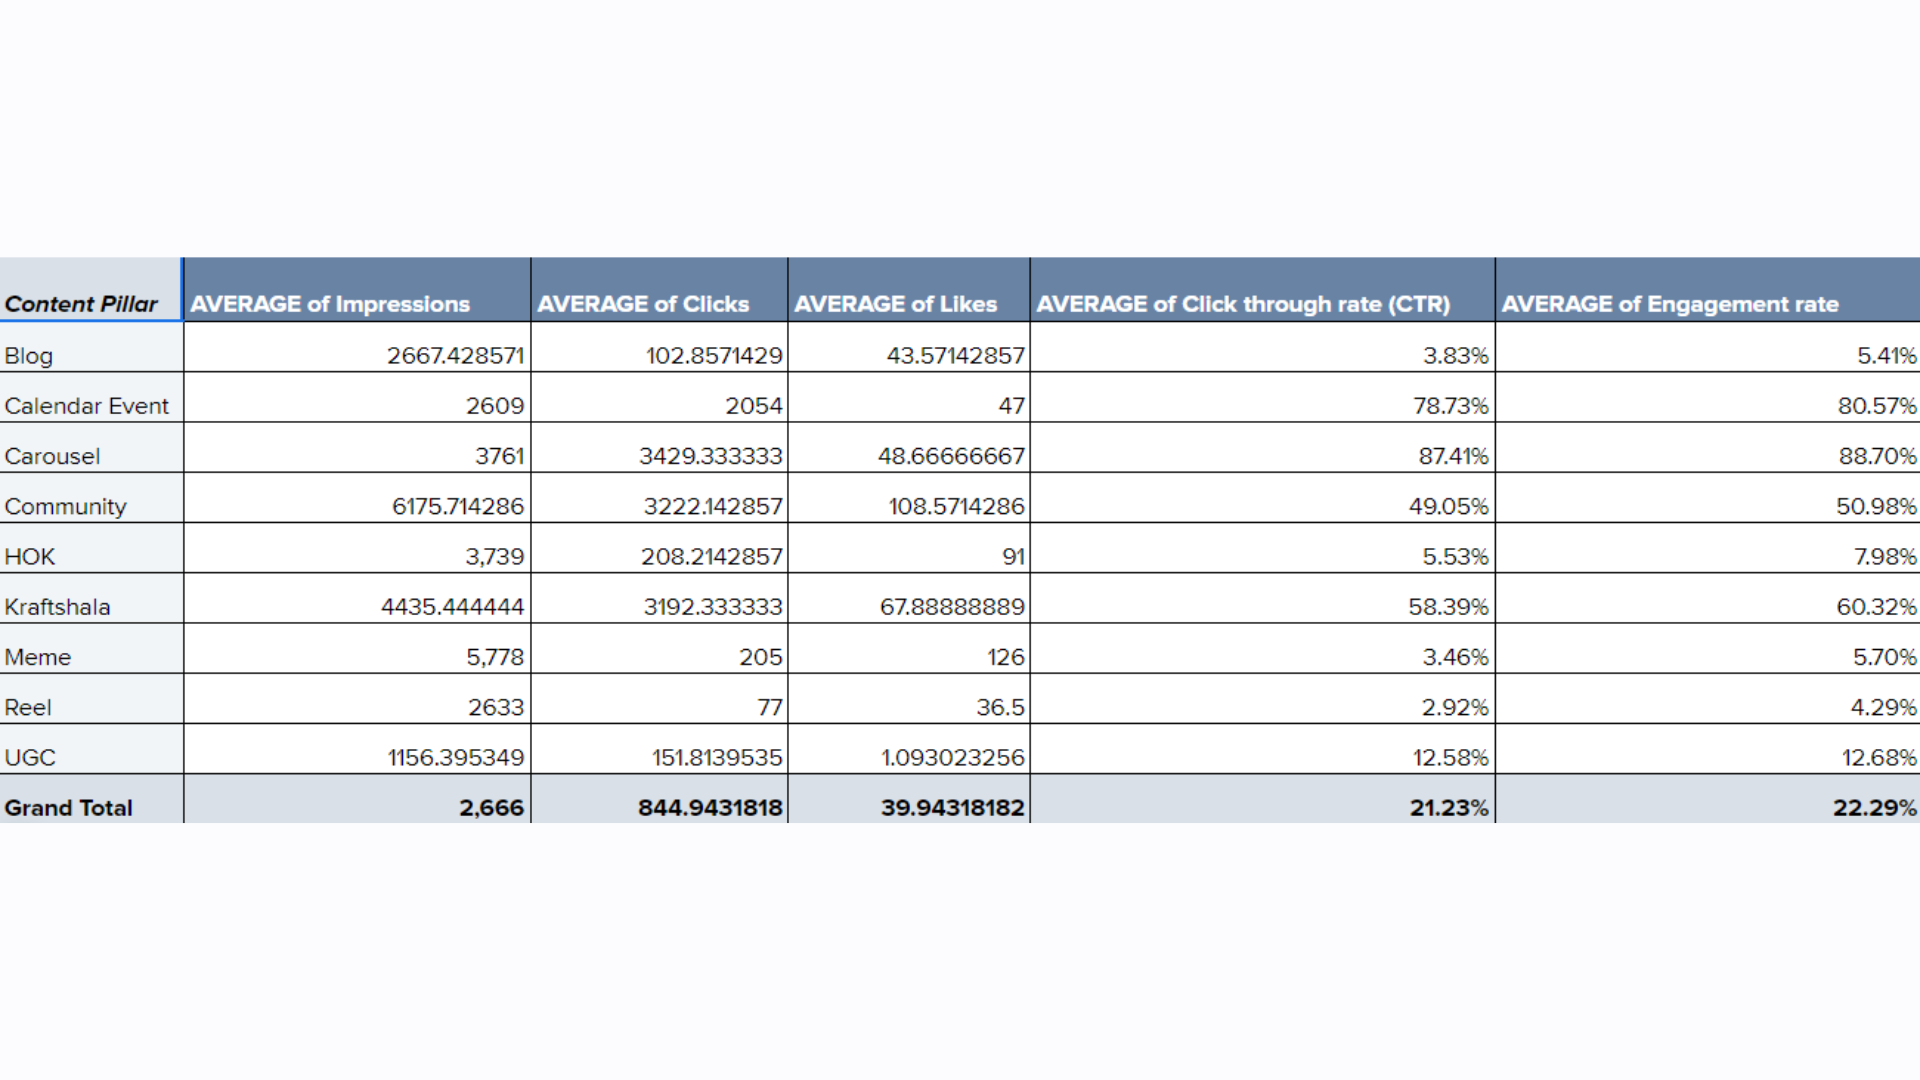 Content Pillar AVERAGE of Impressions AVERAGE of Clicks AVERAGE of Likes AVERAGE of Click through rate (CTR) AVERAGE of Engagement rate
Blog 2667.428571 102.8571429 43.57142857 3.83% 5.41%
Calendar Event 2609 2054 47 78.73% 80.57%
Carousel 3761 3429.333333 48.66666667 87.41% 88.70%
Community 6175.714286 3222.142857 108.5714286 49.05% 50.98%
HOK 3,739 208.2142857 91 5.53% 7.98%
Kraftshala 4435.444444 3192.333333 67.88888889 58.39% 60.32%
Meme 5,778 205 126 3.46% 5.70%
Reel 2633 77 36.5 2.92% 4.29%
UGC 1156.395349 151.8139535 1.093023256 12.58% 12.68%
Grand Total 2,666 844.9431818 39.94318182 21.23% 22.29%